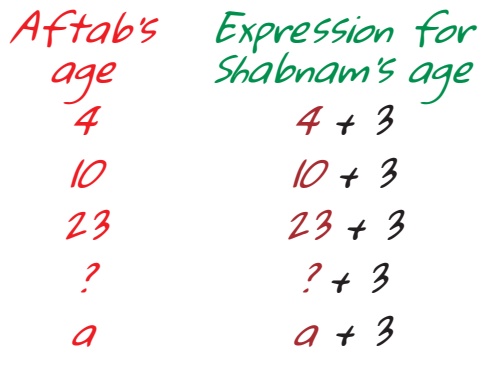 Aftab's Expression for
age Shabnam's age
4 4 + 3
10 10 + 3
23 23 + 3
? ? + 3
a a + 3